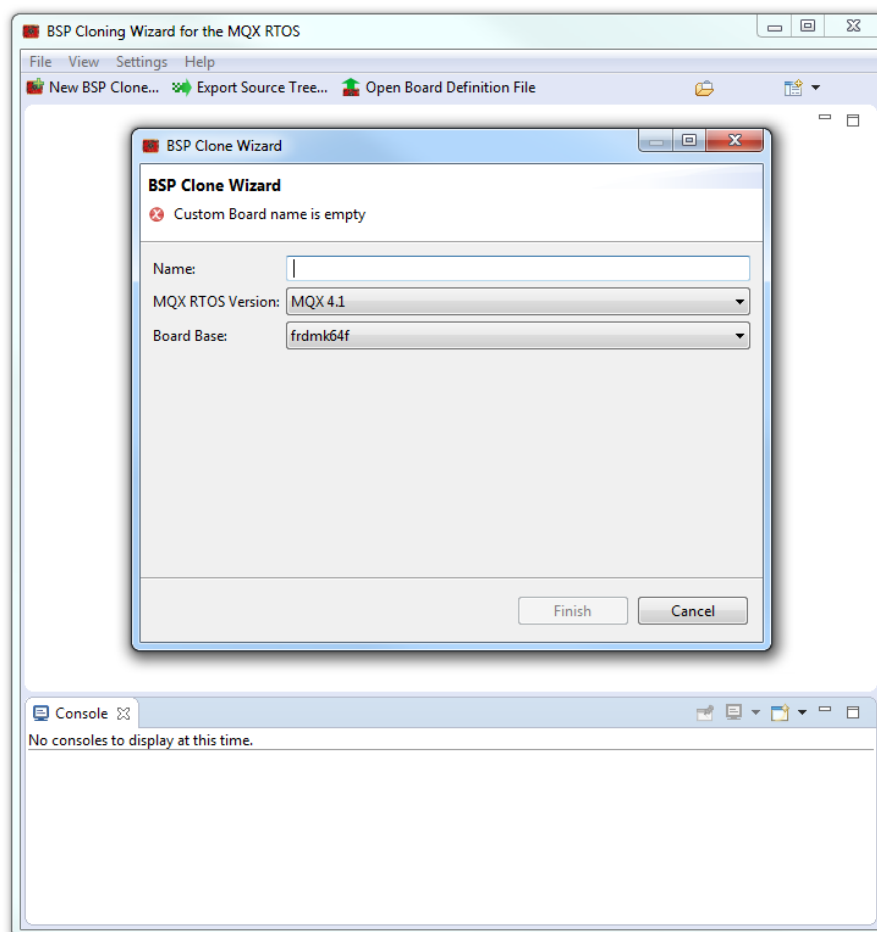 BSP Cloning Wizard for the MQX RTOS
File View Settings Help
New BSP Clone... Export Source Tree... Open Board Definition File
BSP Clone Wizard
BSP Clone Wizard
Custom Board name is empty
Name:
MQX RTOS Version: MQX 4.1
Board Base: frdmk64f
Finish Cancel
Console
No consoles to display at this time.